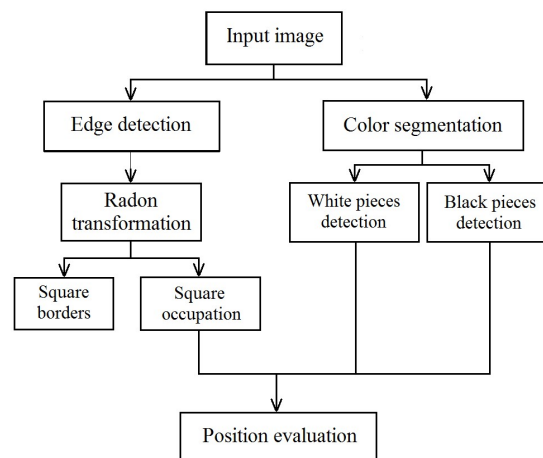 Input image
Edge detection
Color segmentation
Radon
transformation
White pieces
detection
Black pieces
detection
Square
borders
Square
occupation
Position evaluation